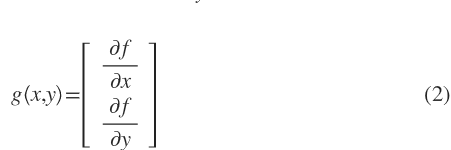 g(x,y)=[ ∂f/∂x
∂f/∂y ] (2)